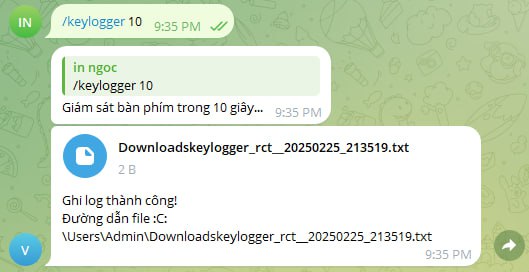 IN
/keylogger 10
9:35 PM
in ngoc
/keylogger 10
Giám sát bàn phím trong 10 giây...
9:35 PM
Downloadskeylogger_rct__20250225_213519.txt
2 B
Ghi log thành công!
Đường dẫn file :C:
\Users\Admin\Downloadskeylogger_rct__20250225_213519.txt
V
9:35 PM